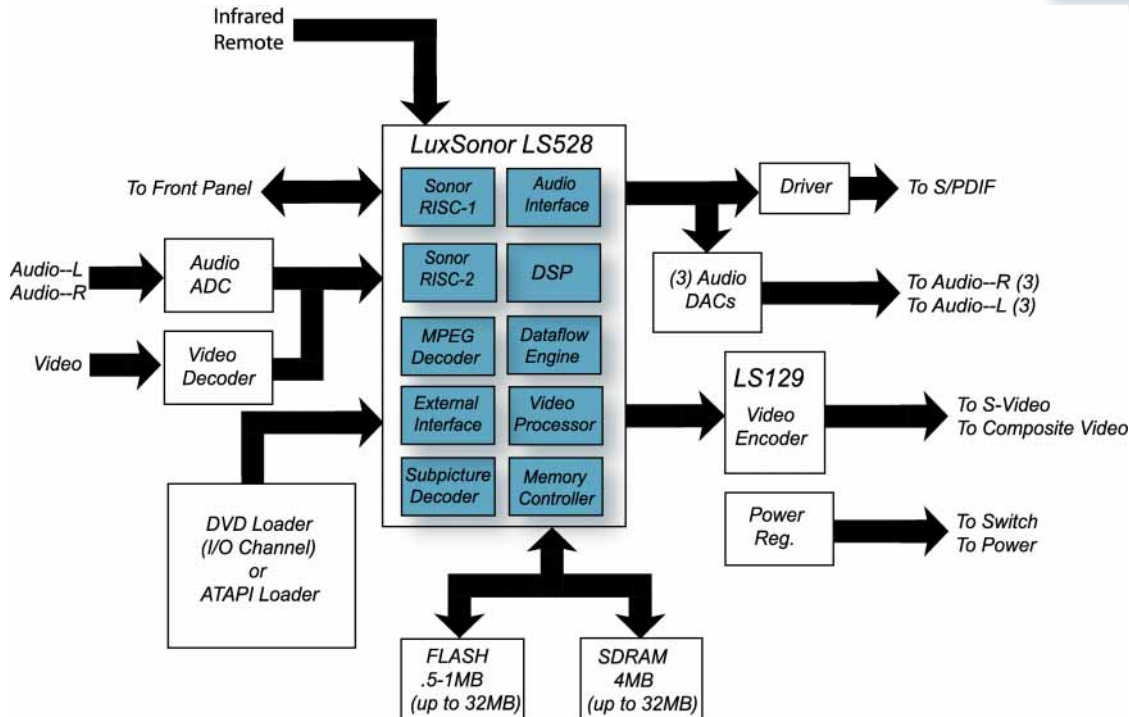 Infrared
Remote
LuxSonor LS528
Sonor
RISC-1
Audio
Interface
Sonor
RISC-2
DSP
MPEG
Decoder
Dataflow
Engine
External
Interface
Video
Processor
Subpicture
Decoder
Memory
Controller
To Front Panel
Audio--L
Audio--R
Audio
ADC
Video
Video
Decoder
DVD Loader
(I/O Channel)
or
ATAPI Loader
Driver
To S/PDIF
(3) Audio
DACs
To Audio--R (3)
To Audio--L (3)
LS129
Video
Encoder
To S-Video
To Composite Video
Power
Reg.
To Switch
To Power
FLASH
.5-1MB
(up to 32MB)
SDRAM
4MB
(up to 32MB)